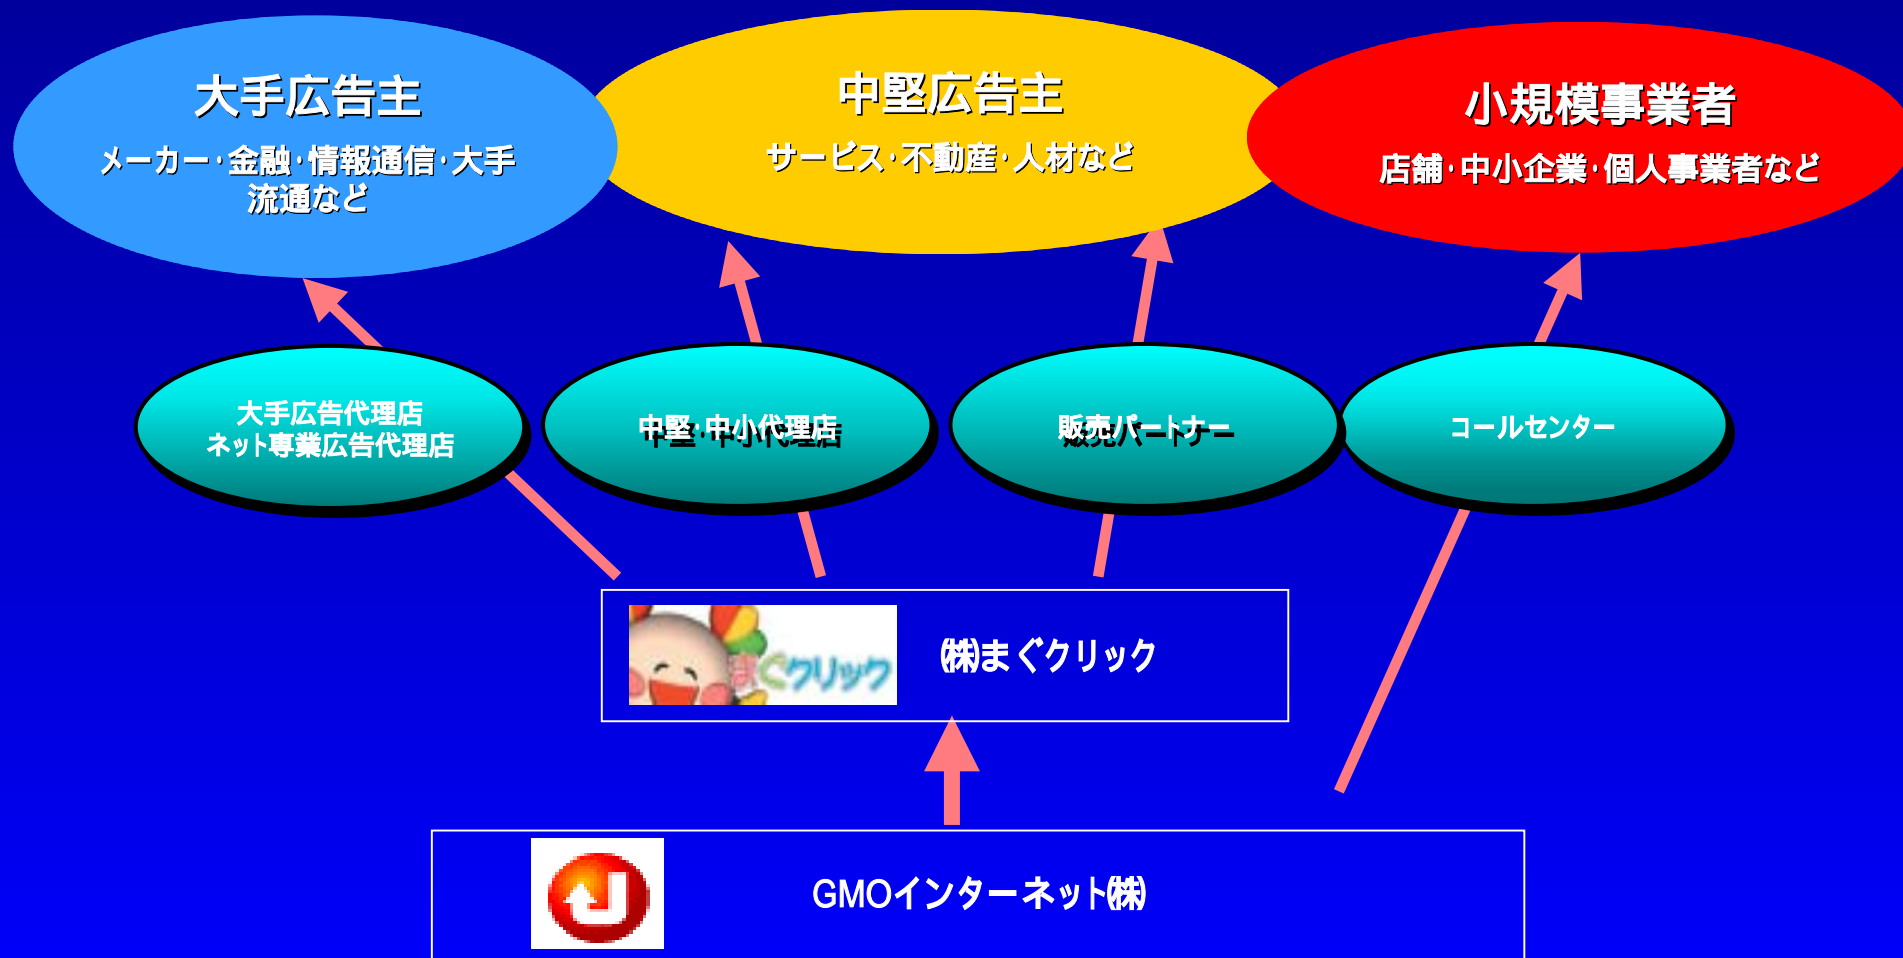 大手広告主
メーカー・金融・情報通信・大手
流通など
中堅広告主
サービス・不動産・人材など
小規模事業者
店舗・中小企業・個人事業者など
大手広告代理店
ネット専業広告代理店
中堅・中小代理店
販売パートナー
コールセンター
ぐクリック
㈱まぐクリック
GMOインターネット㈱